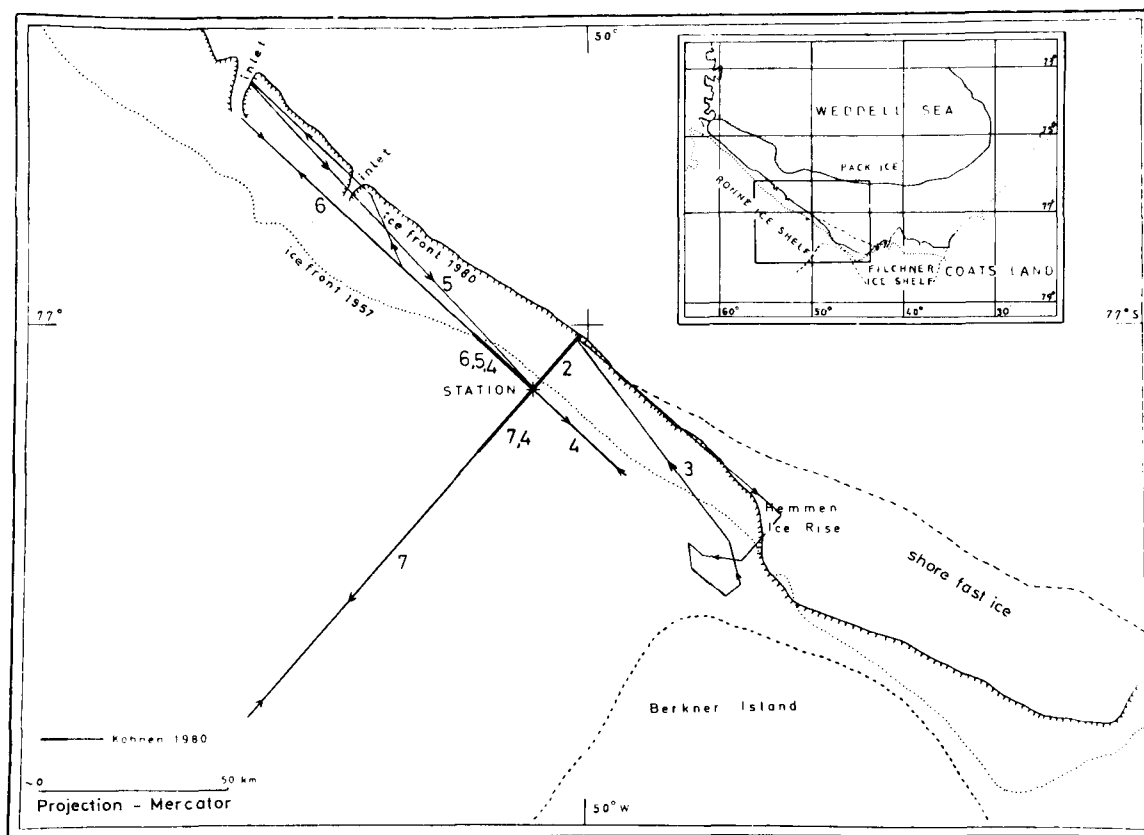 50°
inlet
inlet
ice front 1980
ice front 1957
6
5
77°
77° S
6,5,4
STATION
2
7,4
4
3
7
Hemmen
Ice Rise
shore fast ice
Berkner Island
Kohnen 1980
0 50 km
Projection - Mercator
50° W
WEDDELL SEA
PACK ICE
RONNE ICE SHELF
FILCHNER
ICE SHELF
COATS LAND
73°
75°
77°
79°
60° 50° 40° 30